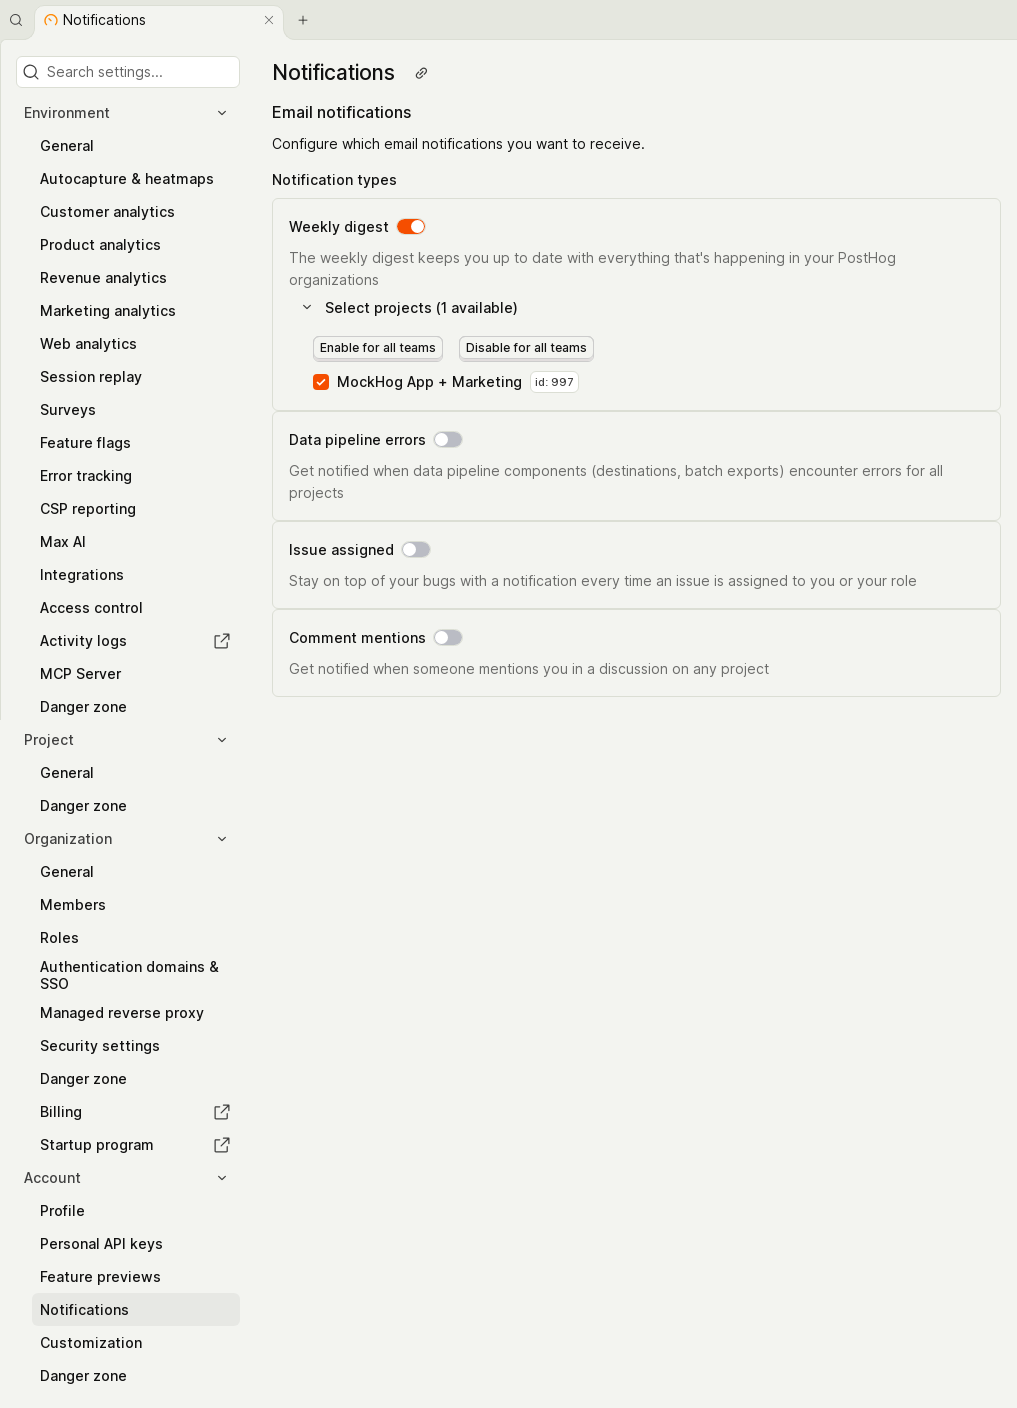 Notifications
Search settings...
Environment
General
Autocapture & heatmaps
Customer analytics
Product analytics
Revenue analytics
Marketing analytics
Web analytics
Session replay
Surveys
Feature flags
Error tracking
CSP reporting
Max AI
Integrations
Access control
Activity logs
MCP Server
Danger zone
Project
General
Danger zone
Organization
General
Members
Roles
Authentication domains &
SSO
Managed reverse proxy
Security settings
Danger zone
Billing
Startup program
Account
Profile
Personal API keys
Feature previews
Notifications
Customization
Danger zone
Notifications
Email notifications
Configure which email notifications you want to receive.
Notification types
Weekly digest
The weekly digest keeps you up to date with everything that's happening in your PostHog
organizations
Select projects (1 available)
Enable for all teams Disable for all teams
MockHog App + Marketing id: 997
Data pipeline errors
Get notified when data pipeline components (destinations, batch exports) encounter errors for all
projects
Issue assigned
Stay on top of your bugs with a notification every time an issue is assigned to you or your role
Comment mentions
Get notified when someone mentions you in a discussion on any project